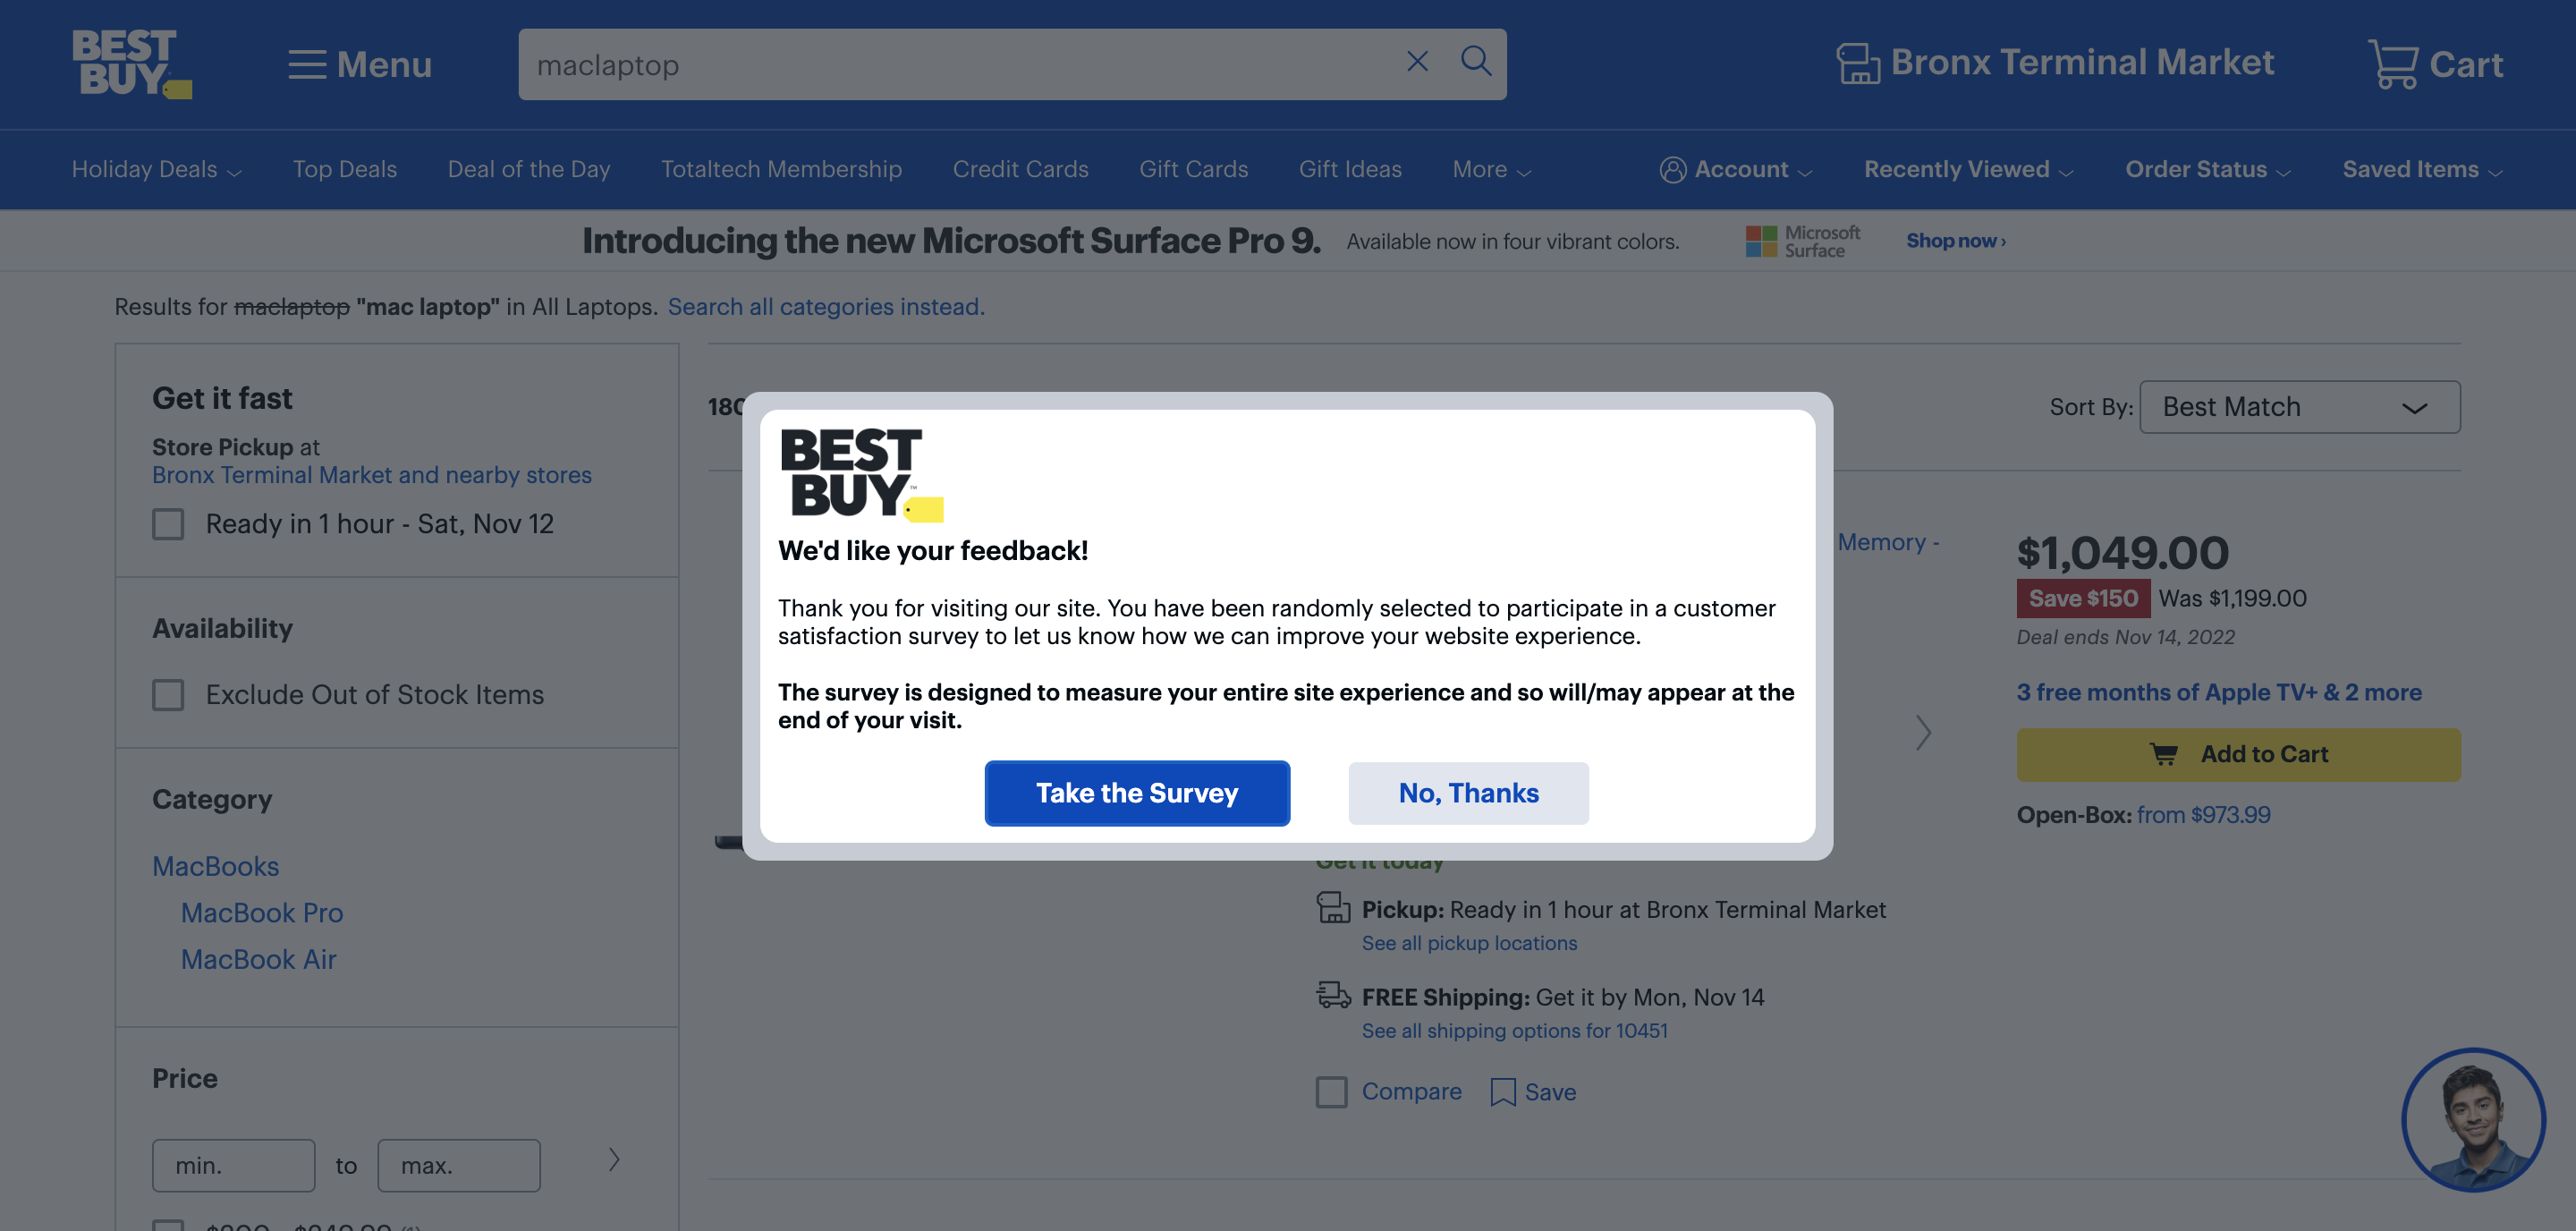 BEST
BUY
Menu
maclaptop
Bronx Terminal Market
Cart
Holiday Deals
Top Deals
Deal of the Day
Totaltech Membership
Credit Cards
Gift Cards
Gift Ideas
More
Account
Recently Viewed
Order Status
Saved Items
Introducing the new Microsoft Surface Pro 9.
Available now in four vibrant colors.
Microsoft
Surface
Shop now ›
Results for maclaptop "mac laptop" in All Laptops. Search all categories instead.
Get it fast
Store Pickup at
Bronx Terminal Market and nearby stores
Ready in 1 hour - Sat, Nov 12
Availability
Exclude Out of Stock Items
Category
MacBooks
MacBook Pro
MacBook Air
Price
min.
to
max.
180
Sort By:
Best Match
BEST
BUY™
We'd like your feedback!
Thank you for visiting our site. You have been randomly selected to participate in a customer
satisfaction survey to let us know how we can improve your website experience.
The survey is designed to measure your entire site experience and so will/may appear at the
end of your visit.
Take the Survey
No, Thanks
Memory -
$1,049.00
Save $150
Was $1,199.00
Deal ends Nov 14, 2022
3 free months of Apple TV+ & 2 more
Add to Cart
Open-Box: from $973.99
Get it today
Pickup: Ready in 1 hour at Bronx Terminal Market
See all pickup locations
FREE Shipping: Get it by Mon, Nov 14
See all shipping options for 10451
Compare
Save